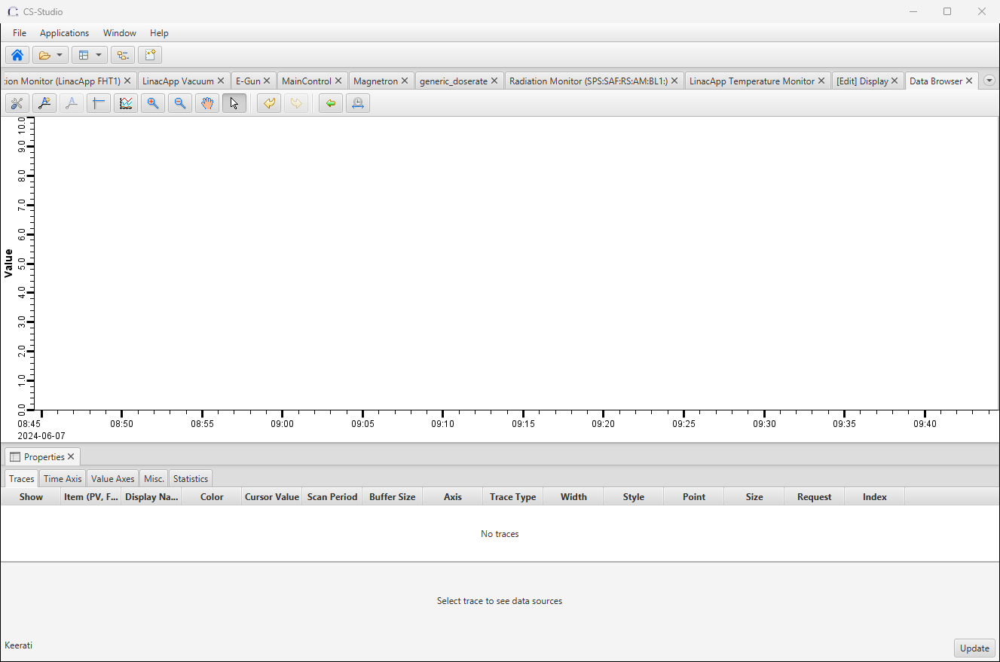 CS-Studio
File Applications Window Help
:ion Monitor (LinacApp FHT1) LinacApp Vacuum E-Gun MainControl Magnetron generic_doserate Radiation Monitor (SPS:SAF:RS:AM:BL1:) LinacApp Temperature Monitor [Edit] Display Data Browser
10.0
9.0
8.0
7.0
6.0
5.0
4.0
3.0
2.0
1.0
0.0
Value
08:45 08:50 08:55 09:00 09:05 09:10 09:15 09:20 09:25 09:30 09:35 09:40
2024-06-07
Properties
Traces Time Axis Value Axes Misc. Statistics
Show Item (PV, F... Display Na... Color Cursor Value Scan Period Buffer Size Axis Trace Type Width Style Point Size Request Index
No traces
Select trace to see data sources
Keerati
Update